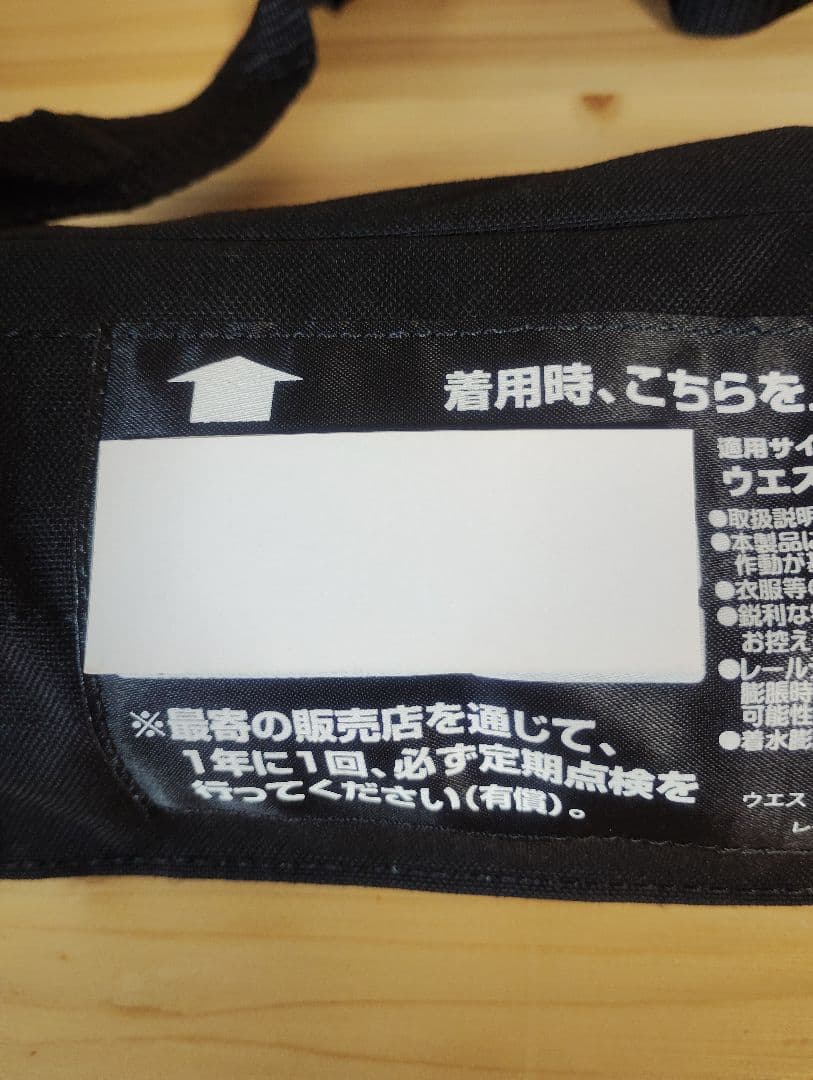 着用時、こちらを
適用サイ
ウエス
●取扱説明
●本製品に
作動が
●衣服等の
●鋭利な
お控え
●レール
膨脹時
可能性
●着水膨
ウエス
レ
※最寄の販売店を通じて、
1年に1回、必ず定期点検を
行ってください(有償)。